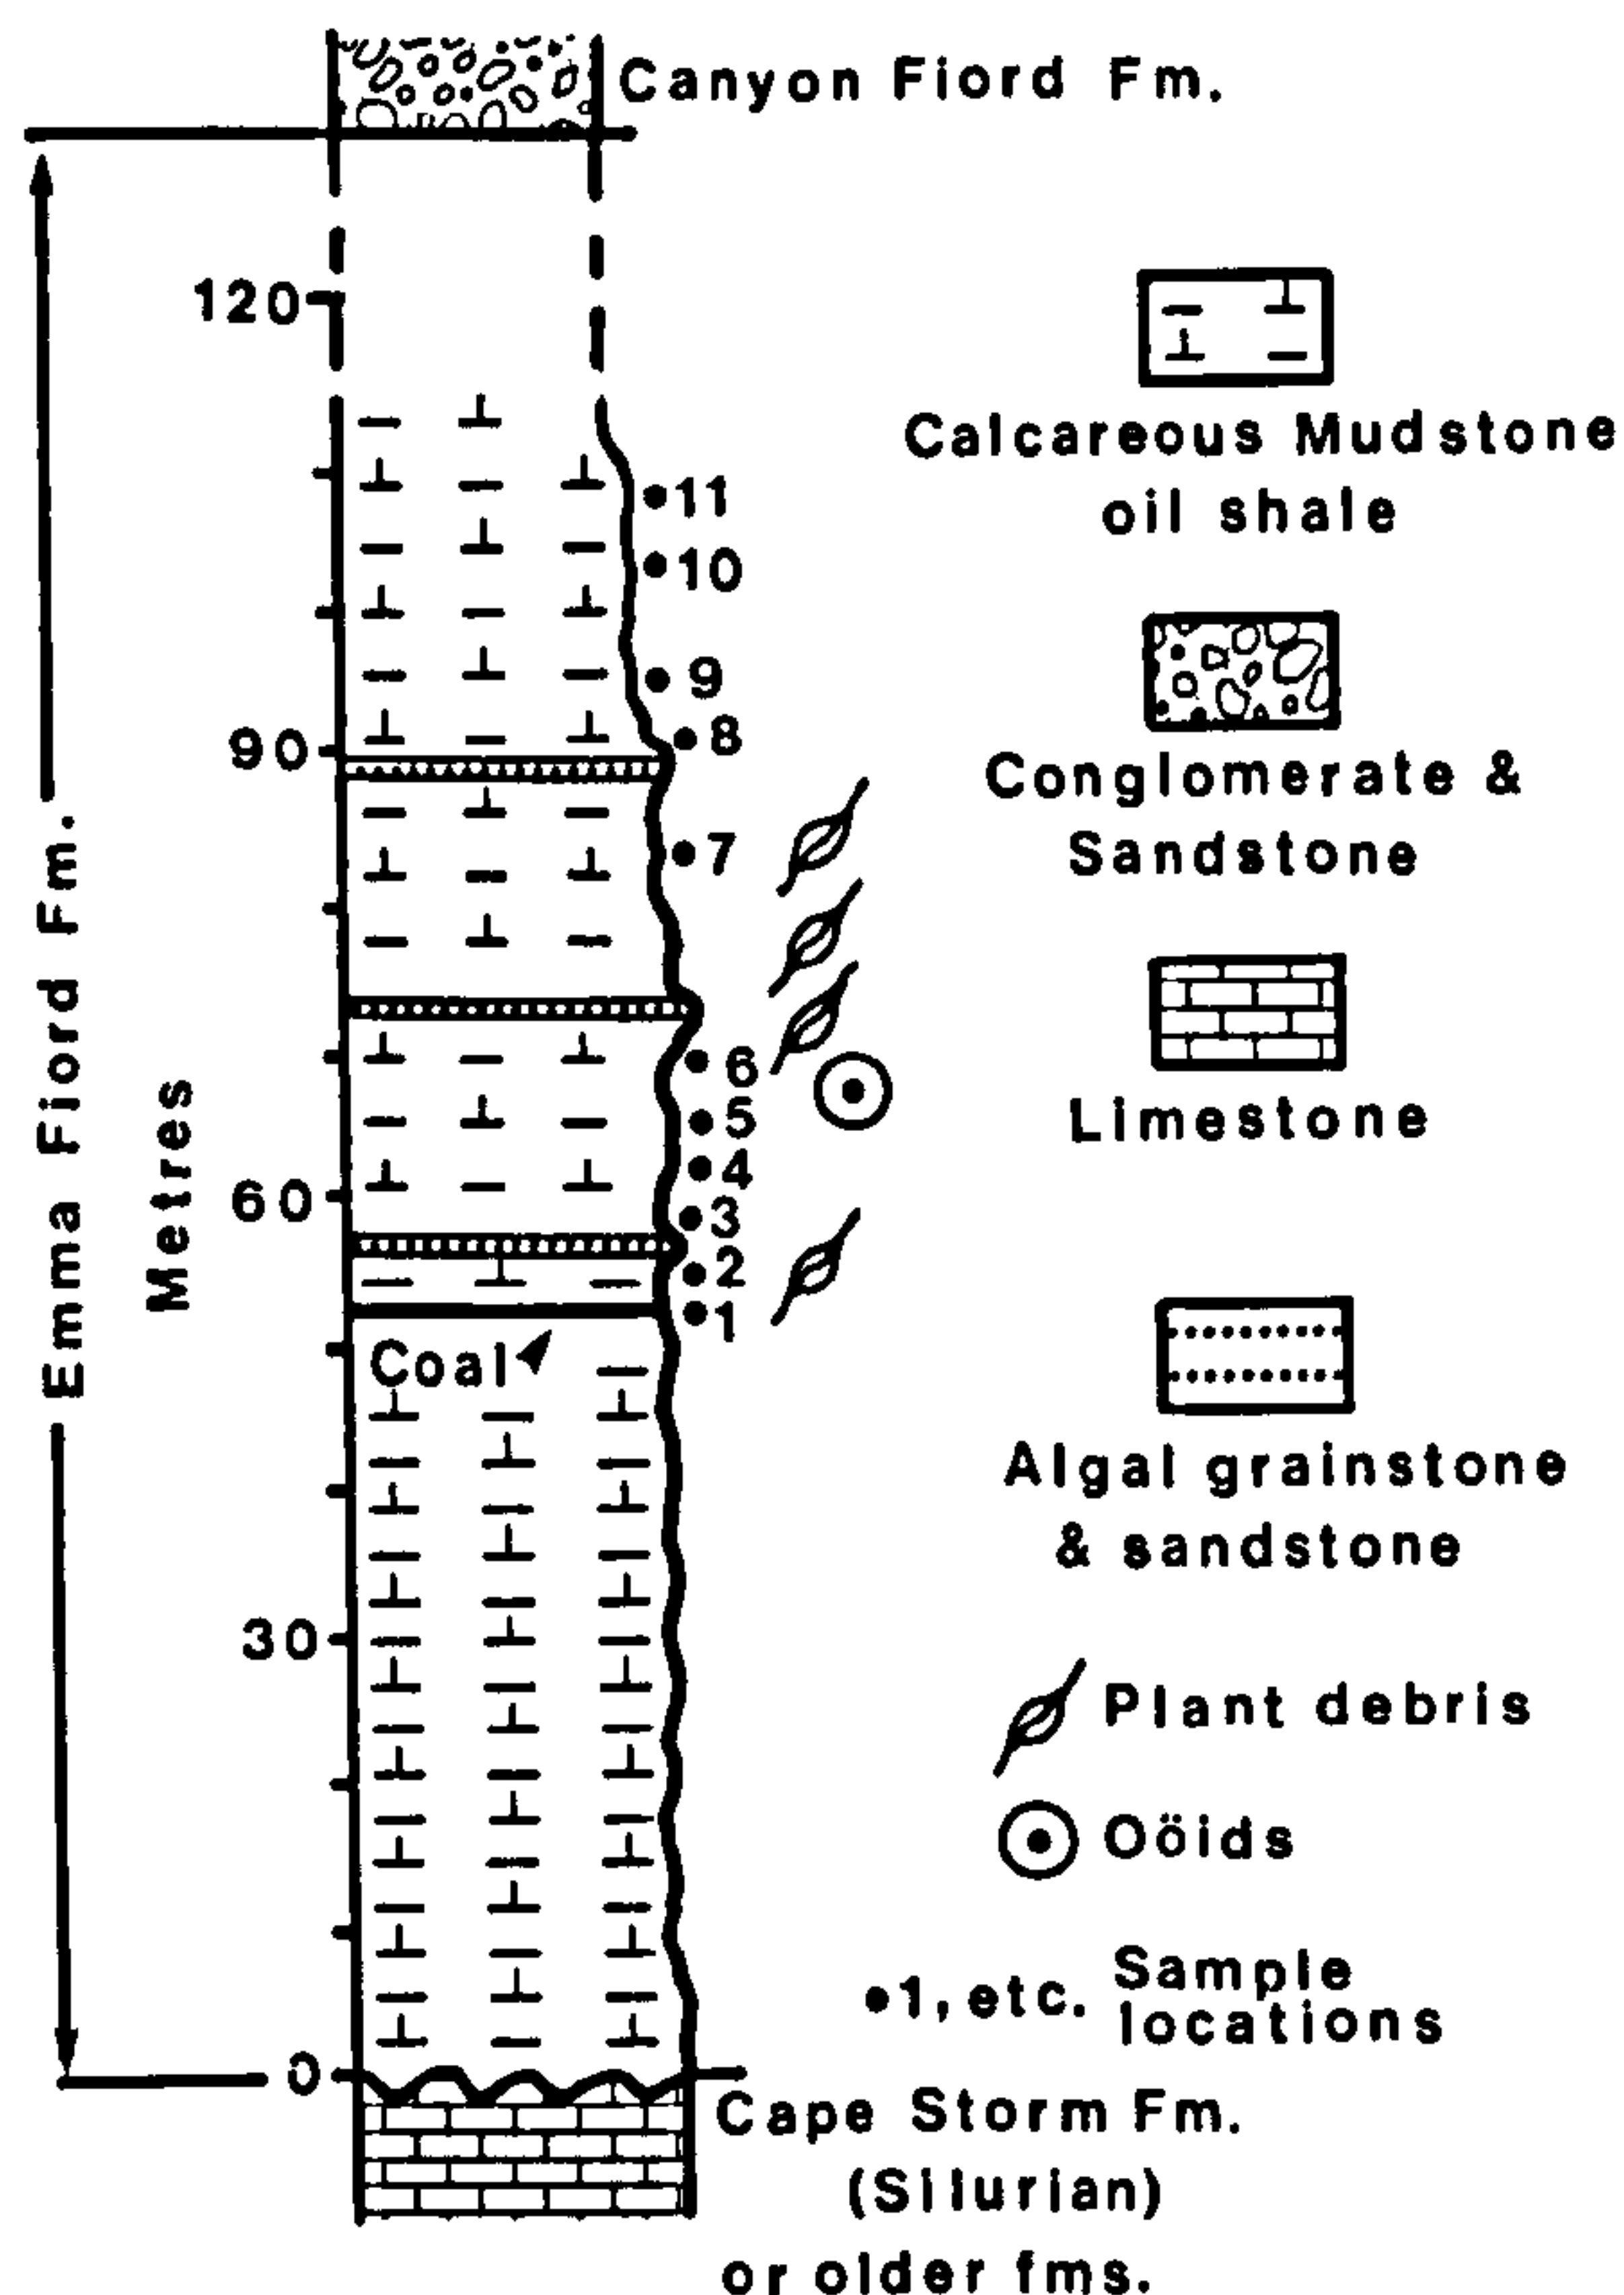 Canyon Fiord Fm.
120
Calcareous Mudstone
oil shale
11
10
9
8
90
Conglomerate &
Sandstone
7
Emma Fiord Fm.
Metres
6
5
4
3
60
2
1
Limestone
Coal
Algal grainstone
& sandstone
30
Plant debris
Oöids
1, etc. Sample
locations
0
Cape Storm Fm.
(Silurian)
or older fms.